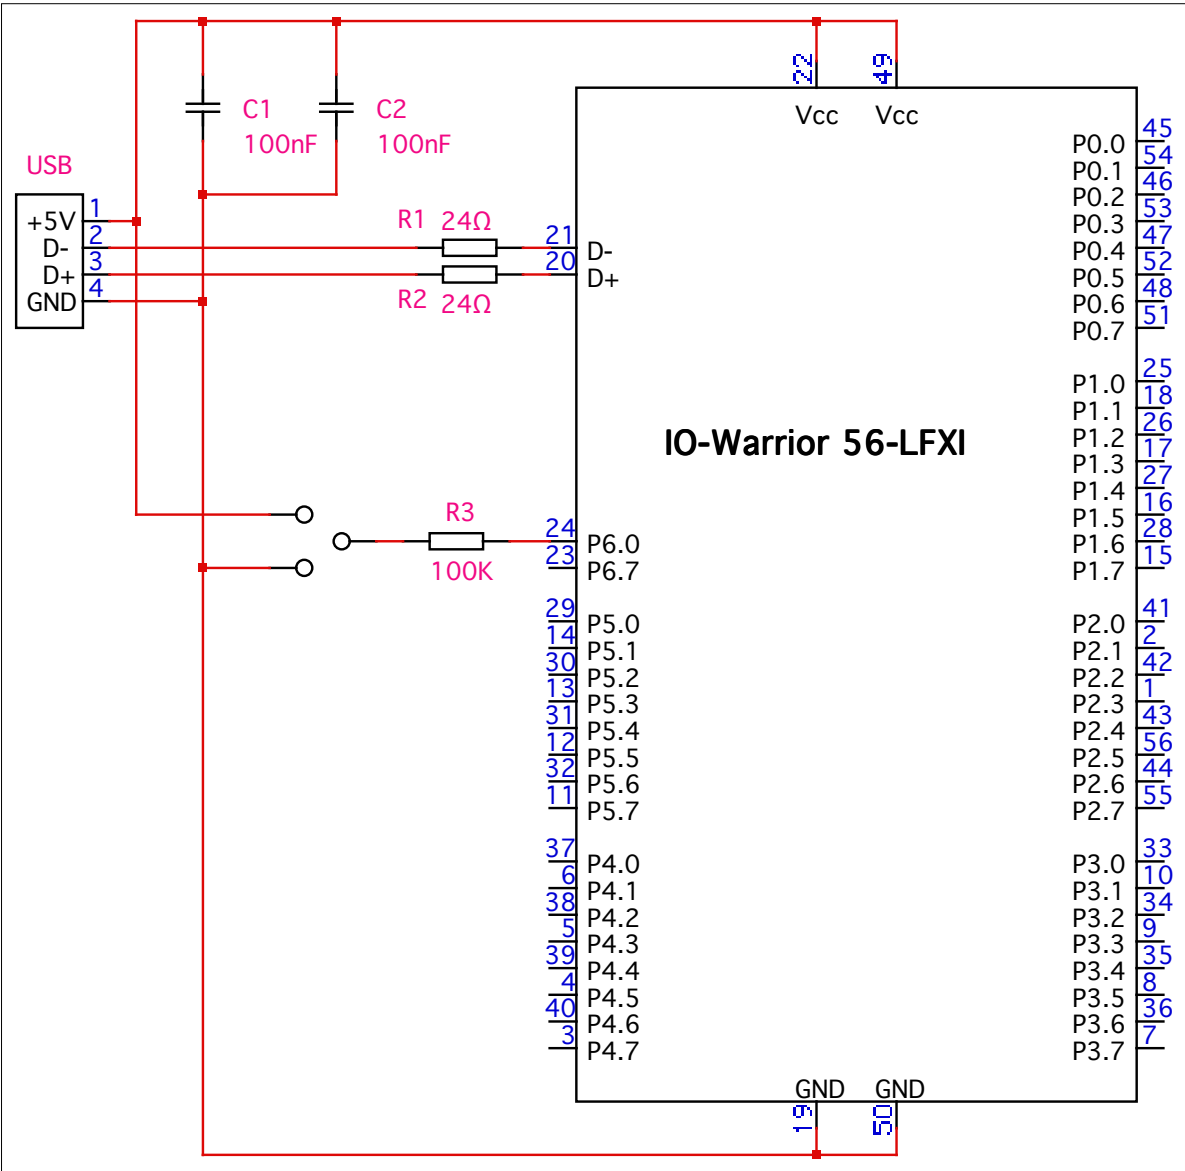 22 49
Vcc Vcc
C1 C2
100nF 100nF
USB
+5V 1
D- 2
D+ 3
GND 4
R1 24Ω
R2 24Ω
21 D-
20 D+
IO-Warrior 56-LFXI
R3
100K
24 P6.0
23 P6.7
29 P5.0
14 P5.1
30 P5.2
13 P5.3
31 P5.4
12 P5.5
32 P5.6
11 P5.7
37 P4.0
6 P4.1
38 P4.2
5 P4.3
39 P4.4
4 P4.5
40 P4.6
3 P4.7
P0.0 45
P0.1 54
P0.2 46
P0.3 53
P0.4 47
P0.5 52
P0.6 48
P0.7 51
P1.0 25
P1.1 18
P1.2 26
P1.3 17
P1.4 27
P1.5 16
P1.6 28
P1.7 15
P2.0 41
P2.1 2
P2.2 42
P2.3 1
P2.4 43
P2.5 56
P2.6 44
P2.7 55
P3.0 33
P3.1 10
P3.2 34
P3.3 9
P3.4 35
P3.5 8
P3.6 36
P3.7 7
GND GND
19 50